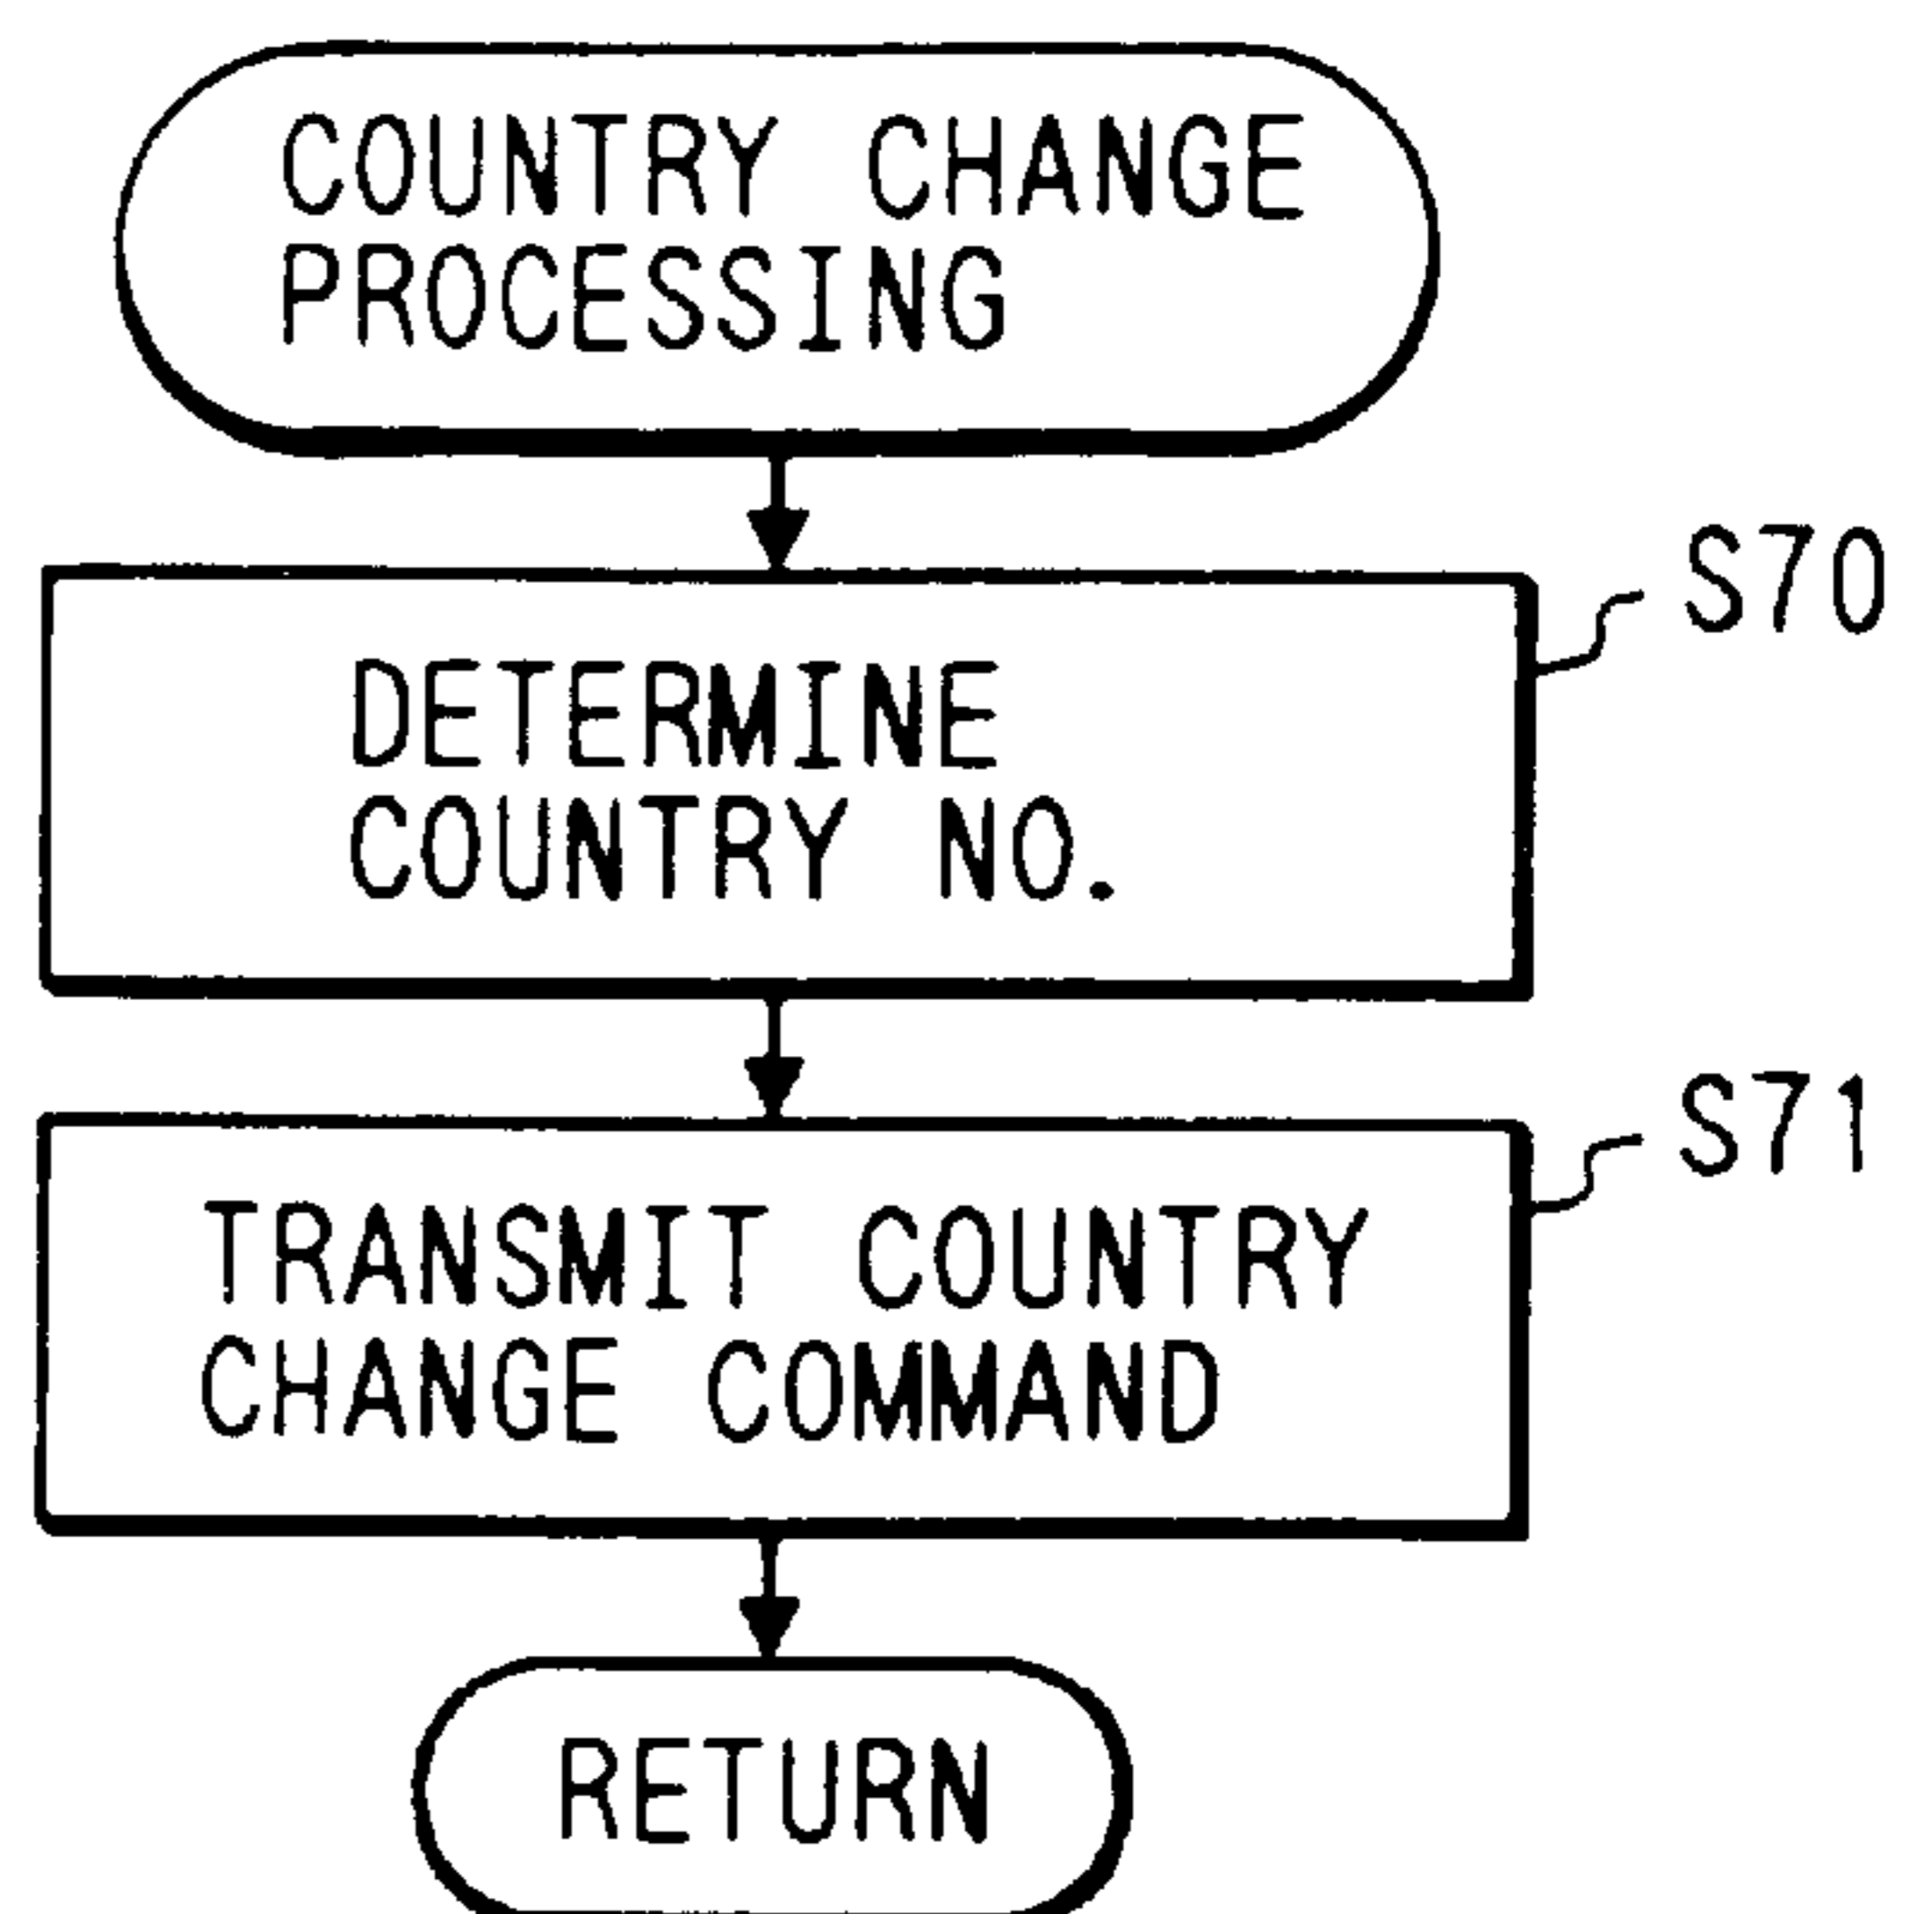 COUNTRY CHANGE
PROCESSING
S70
DETERMINE
COUNTRY NO.
S71
TRANSMIT COUNTRY
CHANGE COMMAND
RETURN